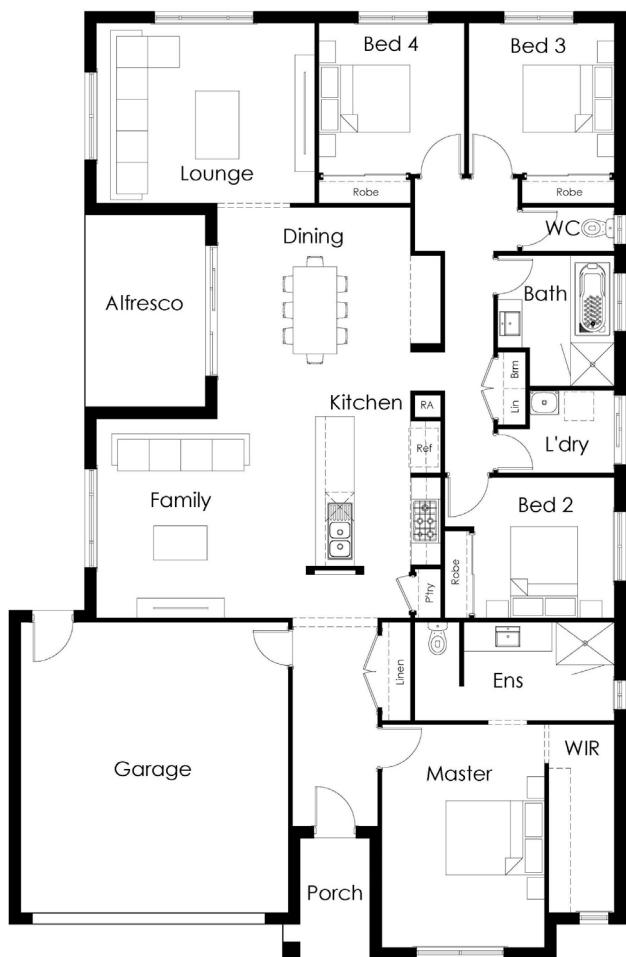 Bed 4
Bed 3
Lounge
Robe
Robe
WC
Dining
Bath
Alfresco
Brm
Lin
Kitchen
RA
L'dry
Ref
Family
Bed 2
Robe
P'try
Linen
Ens
WIR
Garage
Master
Porch